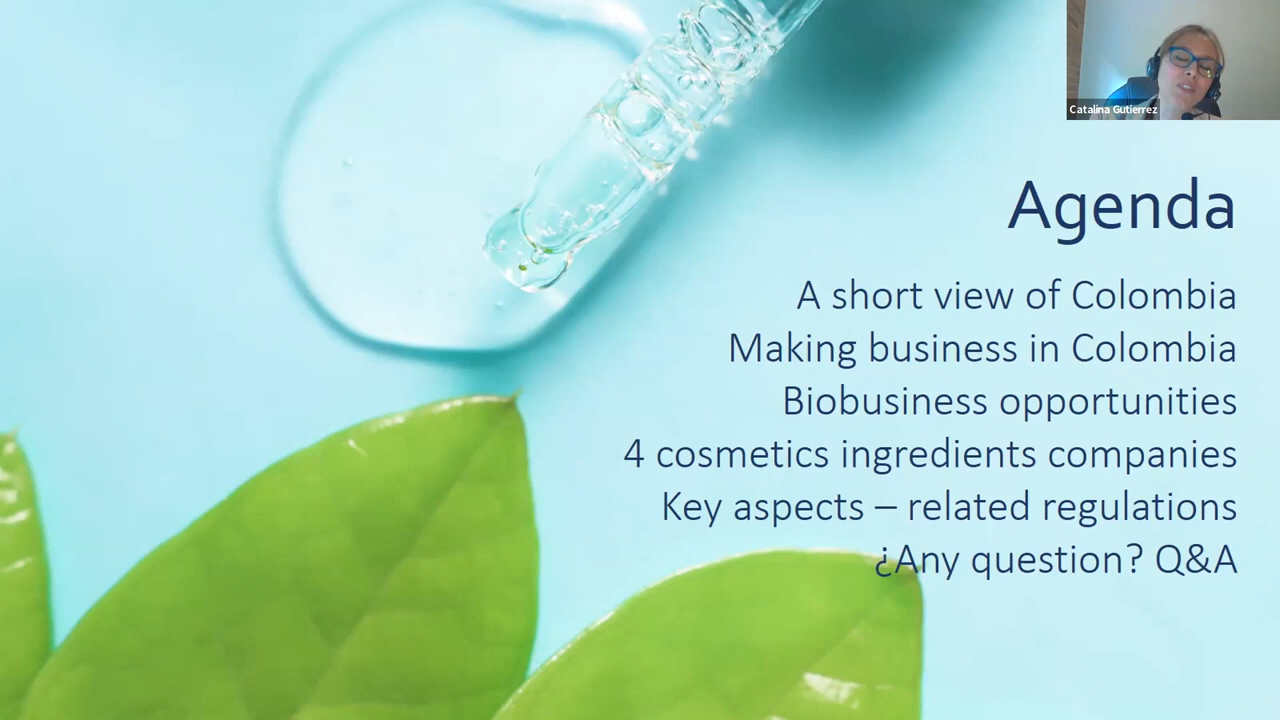 Catalina Gutierrez
Agenda
A short view of Colombia
Making business in Colombia
Biobusiness opportunities
4 cosmetics ingredients companies
Key aspects – related regulations
¿Any question? Q&A